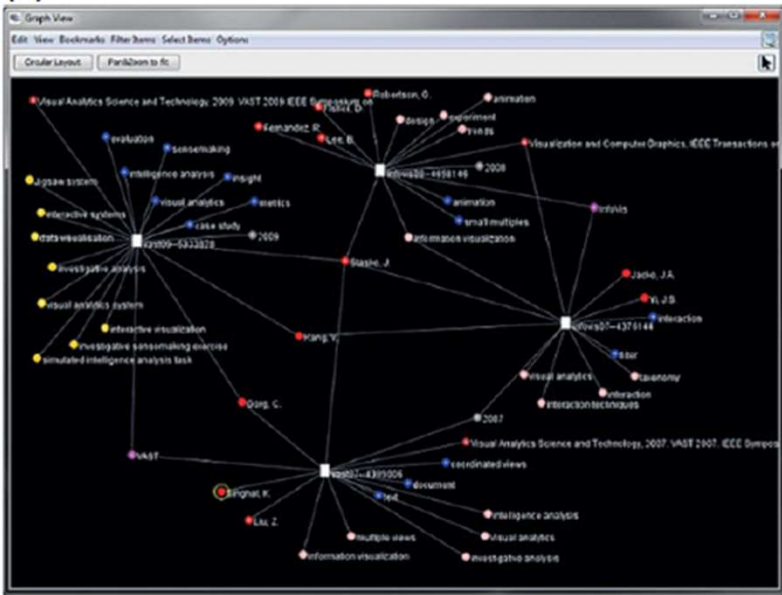 Graph View
Edit View Bookmarks Filter Items Select Items Options
Circular Layout Pan&Zoom to fit
Robertson, G.
Visual Analytics Science and Technology, 2009. VAST 2009. IEEE Symposium on
animation
Fisher, D.
design
experiment
trends
Fernandez, R.
Lee, B.
evaluation
sensemaking
Visualization and Computer Graphics, IEEE Transactions on
2008
intelligence analysis
insight
Jigsaw system
visual analytics
metrics
animation
infovis
interactive systems
small multiples
case study
data visualisation
2009
information visualization
investigative analysis
Stasko, J.
Jacko, J.A.
Yi, J.S.
visual analytics system
interaction
interactive visualization
Kang, Y.
investigative sensemaking exercise
simulated intelligence analysis task
visual analytics
taxonomy
interaction
interaction techniques
Gorg, C.
2007
Visual Analytics Science and Technology, 2007. VAST 2007. IEEE Sympos
VAST
coordinated views
document
Singhal, K.
text
Liu, Z.
intelligence analysis
multiple views
visual analytics
information visualization
investigative analysis